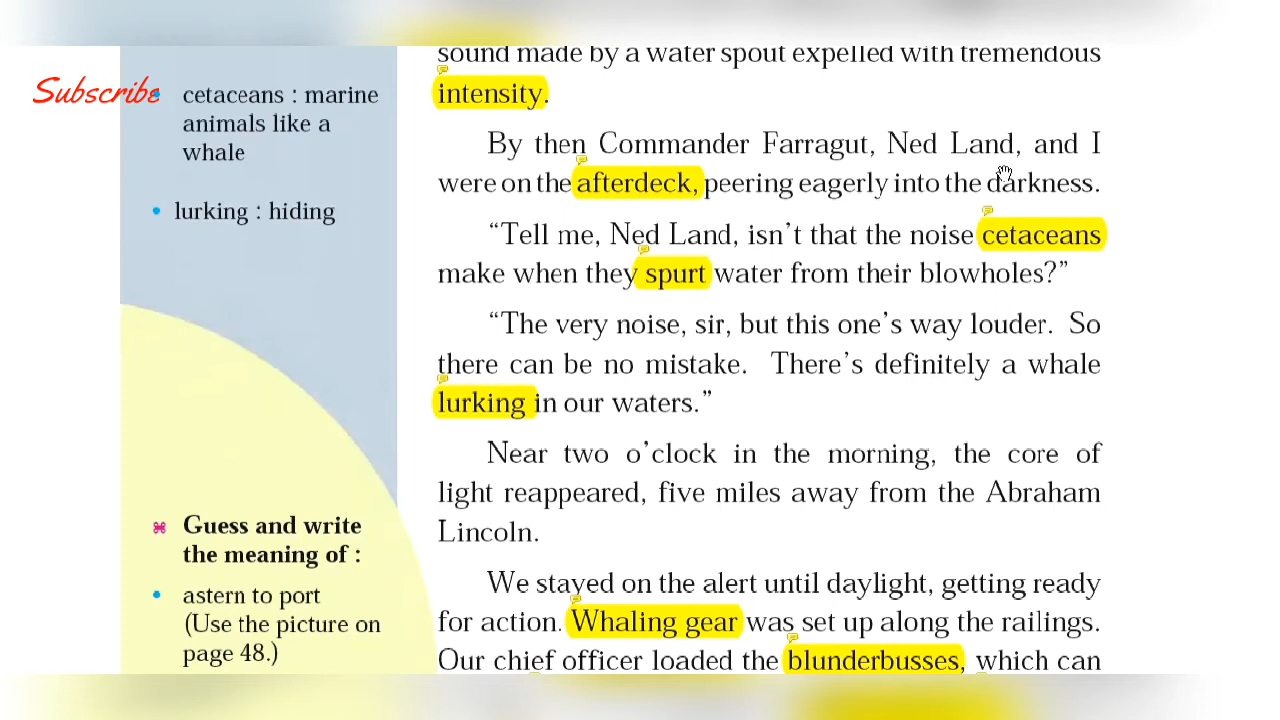 Subscribe
cetaceans : marine
animals like a
whale
lurking : hiding
Guess and write
the meaning of :
astern to port
(Use the picture on
page 48.)
sound made by a water spout expelled with tremendous
intensity.
By then Commander Farragut, Ned Land, and I
were on the afterdeck, peering eagerly into the darkness.
“Tell me, Ned Land, isn’t that the noise cetaceans
make when they spurt water from their blowholes?”
“The very noise, sir, but this one’s way louder. So
there can be no mistake. There’s definitely a whale
lurking in our waters.”
Near two o’clock in the morning, the core of
light reappeared, five miles away from the Abraham
Lincoln.
We stayed on the alert until daylight, getting ready
for action. Whaling gear was set up along the railings.
Our chief officer loaded the blunderbusses, which can